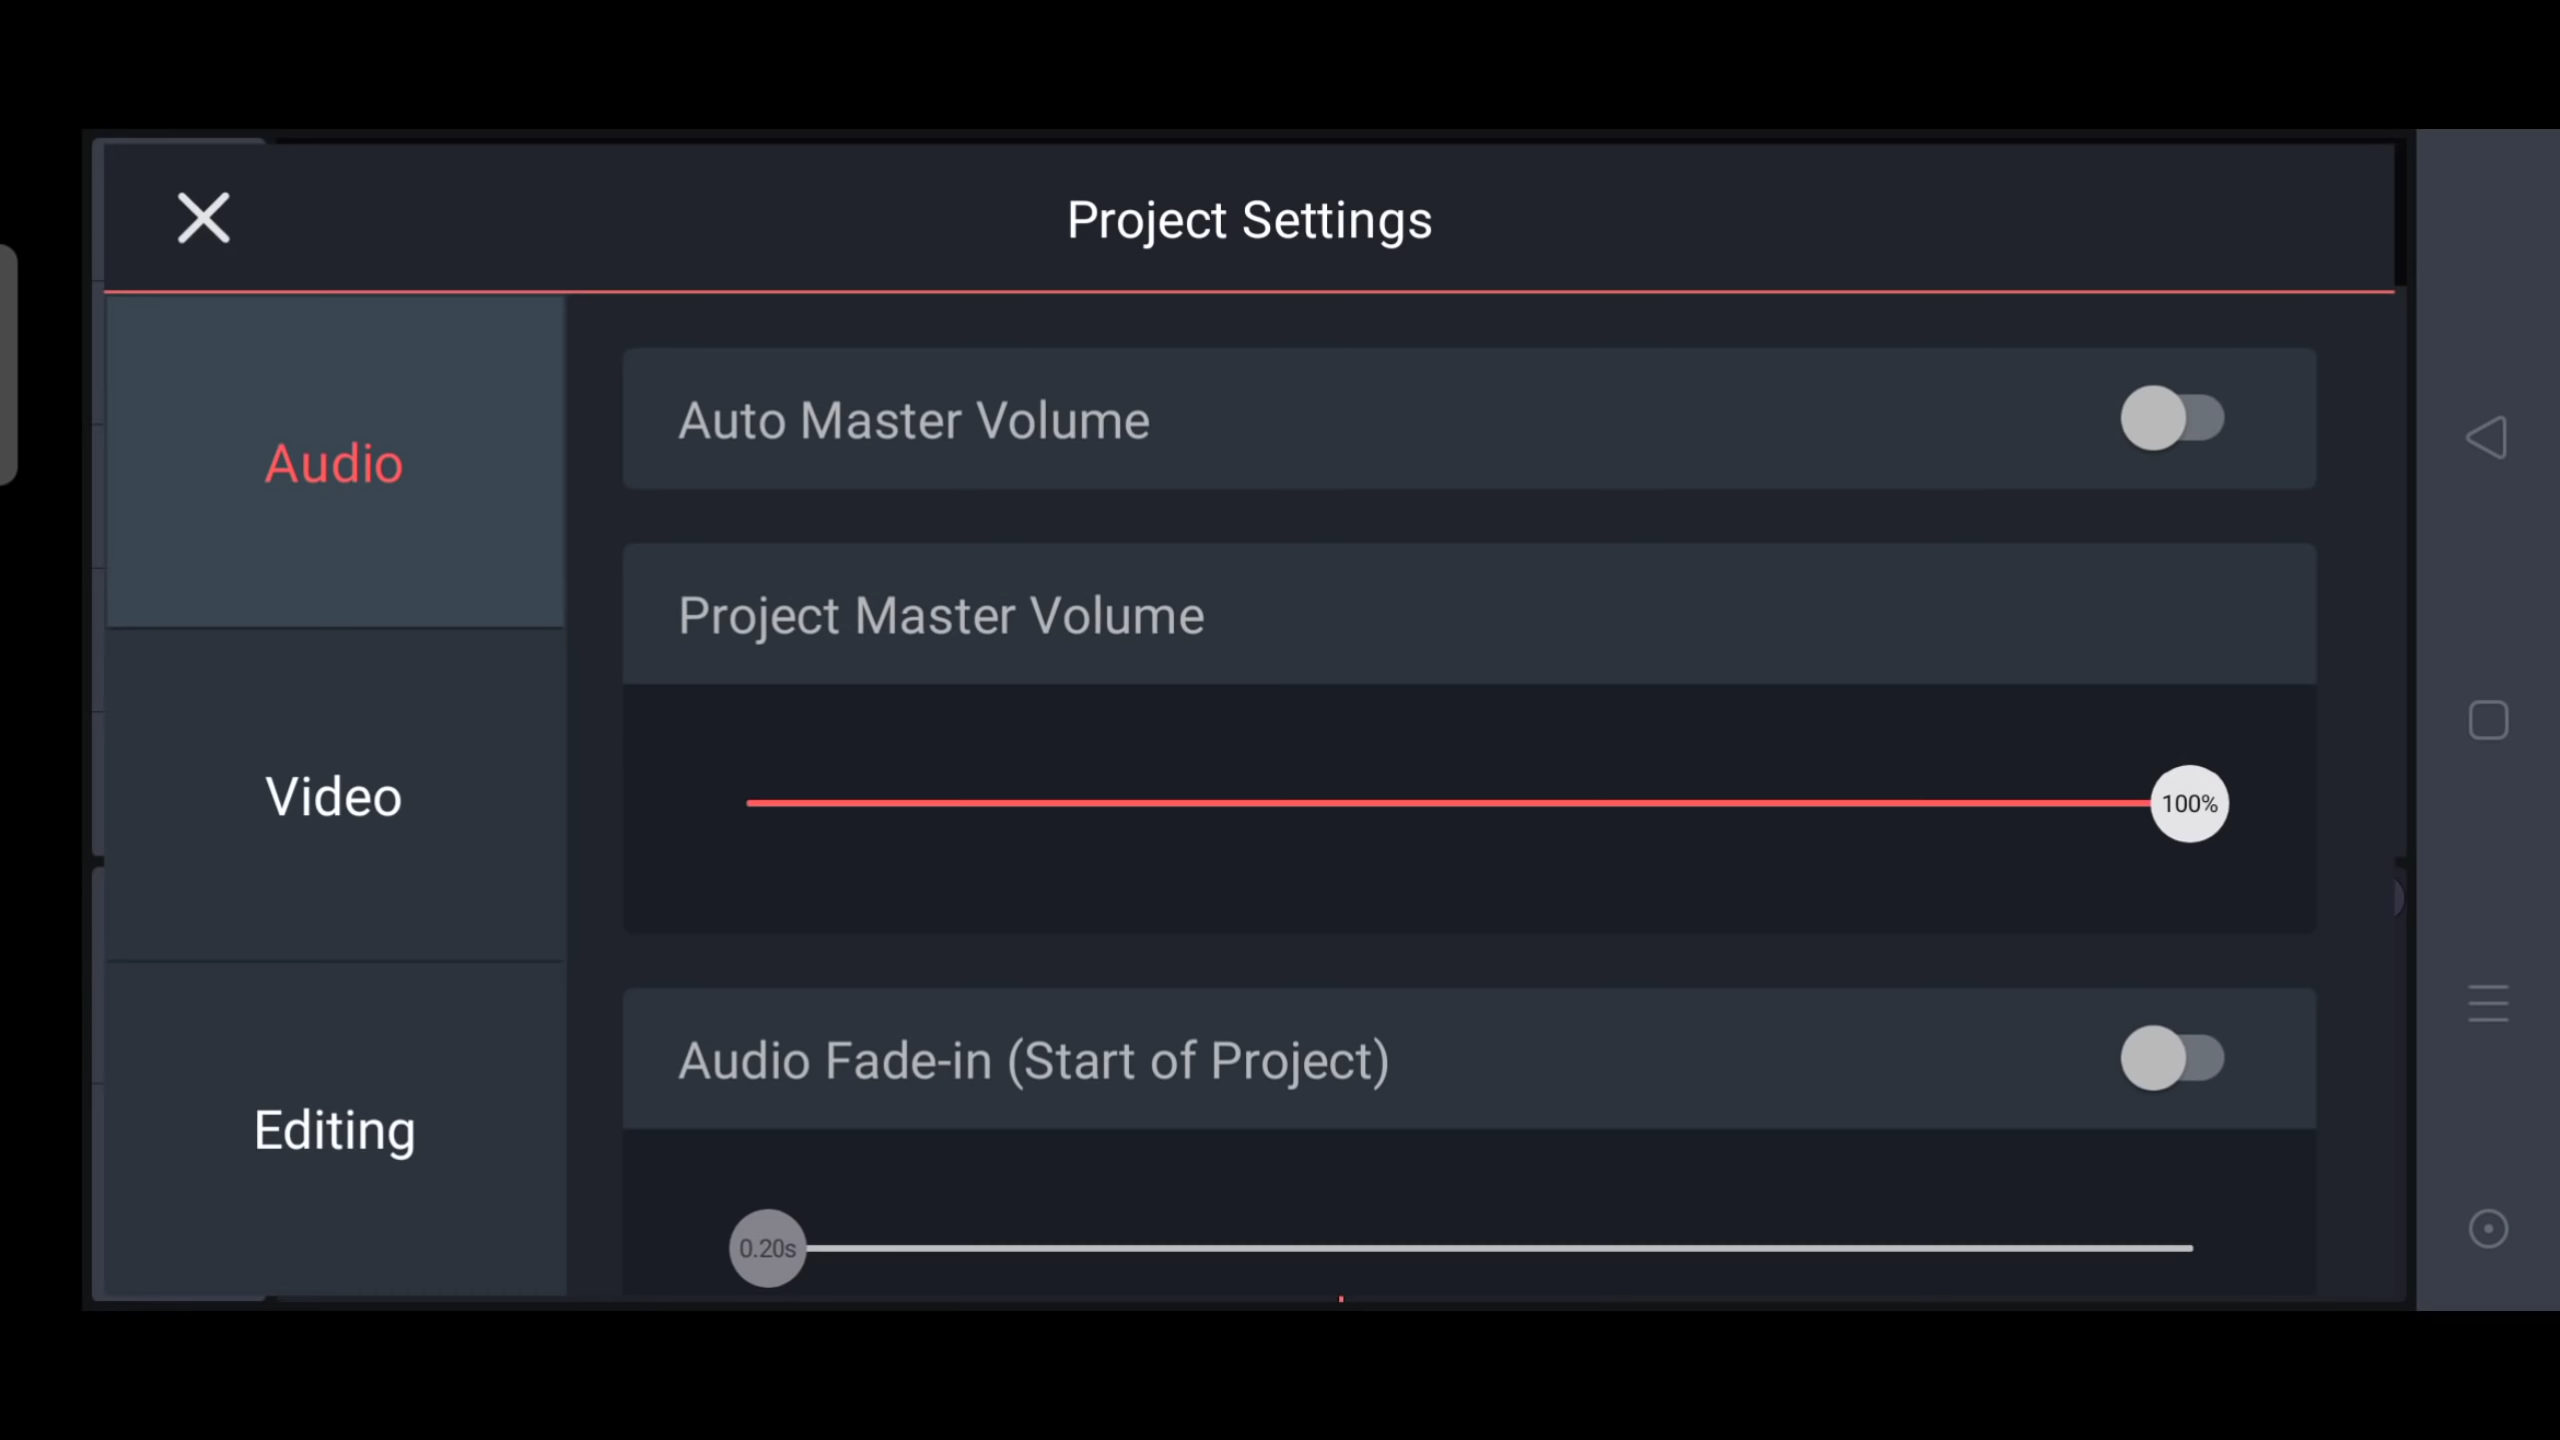 Project Settings
Audio
Video
Editing
Auto Master Volume
Project Master Volume
100%
Audio Fade-in (Start of Project)
0.20s